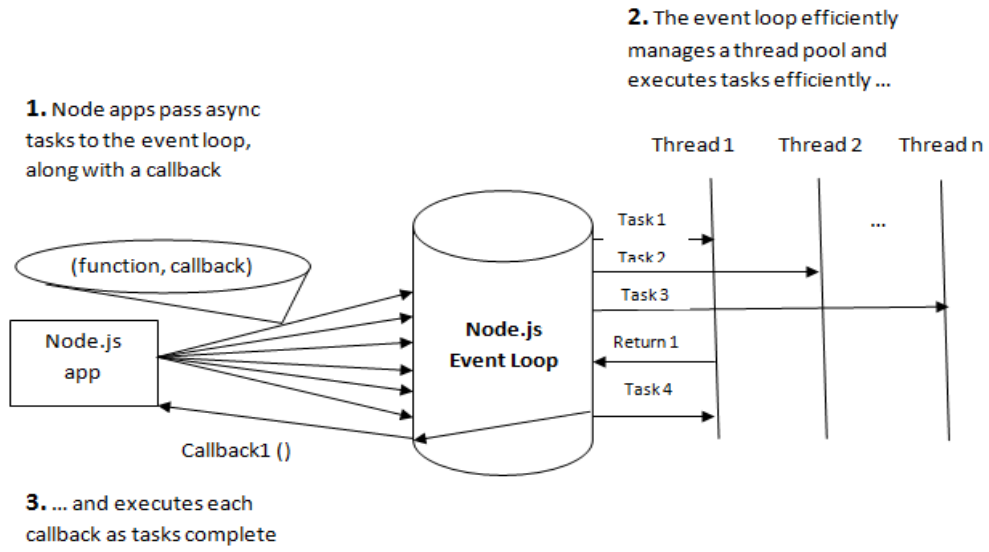 2. The event loop efficiently
manages a thread pool and
executes tasks efficiently ...
1. Node apps pass async
tasks to the event loop,
along with a callback
Thread 1 Thread 2 Thread n
Task 1
...
(function, callback)
Task 2
Task 3
Node.js
app
Node.js
Event Loop
Return 1
Task 4
Callback1 ()
3. ... and executes each
callback as tasks complete